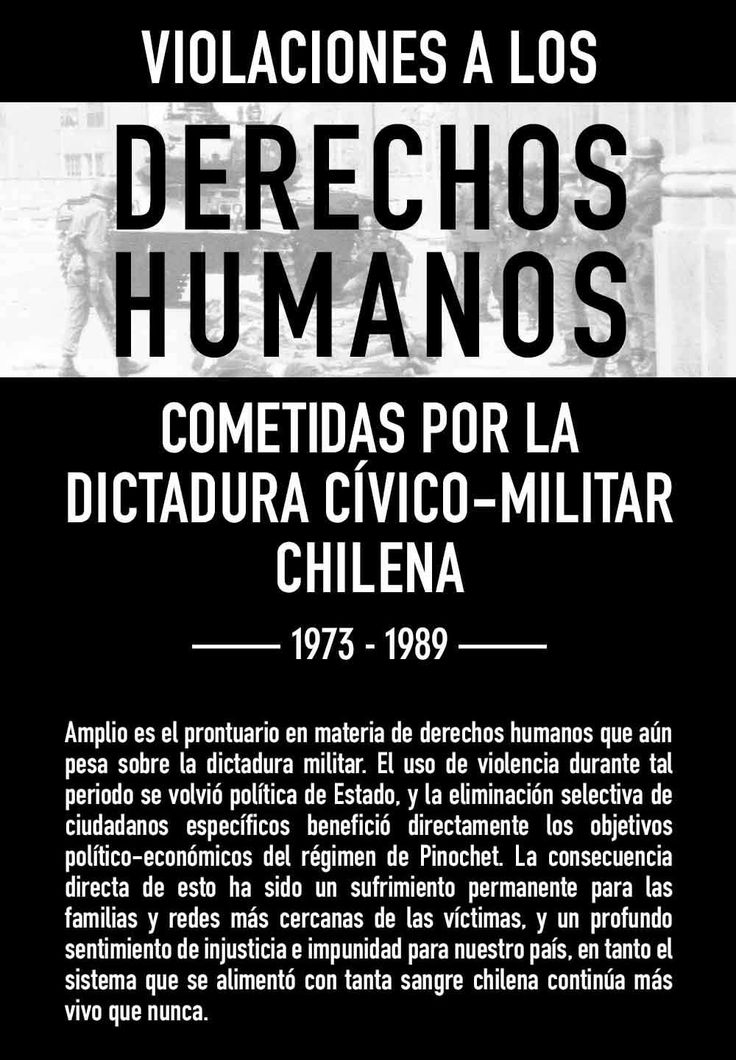 VIOLACIONES A LOS
DERECHOS
HUMANOS
COMETIDAS POR LA
DICTADURA CÍVICO-MILITAR
CHILENA
1973 - 1989
Amplio es el prontuario en materia de derechos humanos que aún
pesa sobre la dictadura militar. El uso de violencia durante tal
periodo se volvió política de Estado, y la eliminación selectiva de
ciudadanos específicos benefició directamente los objetivos
político-económicos del régimen de Pinochet. La consecuencia
directa de esto ha sido un sufrimiento permanente para las
familias y redes más cercanas de las víctimas, y un profundo
sentimiento de injusticia e impunidad para nuestro país, en tanto el
sistema que se alimentó con tanta sangre chilena continúa más
vivo que nunca.